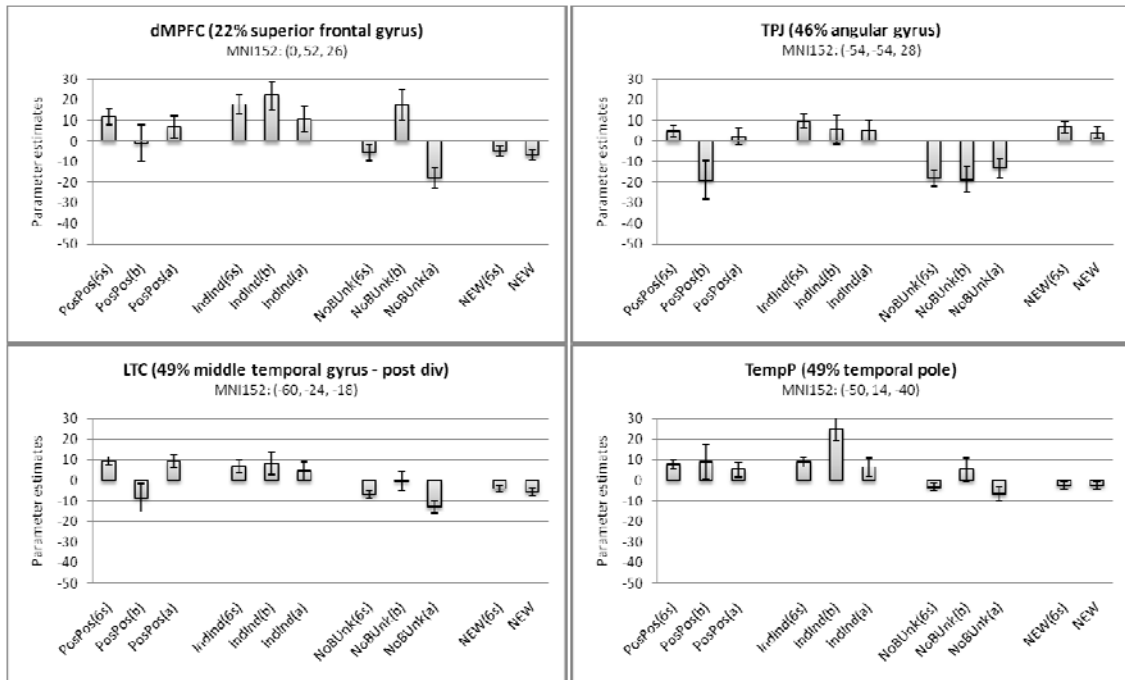 dMPFC (22% superior frontal gyrus)
MNI152: (0, 52, 26)
Parameter estimates
30
20
10
0
-10
-20
-30
-40
-50
PosPos(6s)
PosPos(b)
PosPos(a)
IndInd(6s)
IndInd(b)
IndInd(a)
NoBUnk(6s)
NoBUnk(b)
NoBUnk(a)
NEW(6s)
NEW
TPJ (46% angular gyrus)
MNI152: (-54, -54, 28)
Parameter estimates
30
20
10
0
-10
-20
-30
-40
-50
PosPos(6s)
PosPos(b)
PosPos(a)
IndInd(6s)
IndInd(b)
IndInd(a)
NoBUnk(6s)
NoBUnk(b)
NoBUnk(a)
NEW(6s)
NEW
LTC (49% middle temporal gyrus - post div)
MNI152: (-60, -24, -18)
Parameter estimates
30
20
10
0
-10
-20
-30
-40
-50
PosPos(6s)
PosPos(b)
PosPos(a)
IndInd(6s)
IndInd(b)
IndInd(a)
NoBUnk(6s)
NoBUnk(b)
NoBUnk(a)
NEW(6s)
NEW
TempP (49% temporal pole)
MNI152: (-50, 14, -40)
Parameter estimates
30
20
10
0
-10
-20
-30
-40
-50
PosPos(6s)
PosPos(b)
PosPos(a)
IndInd(6s)
IndInd(b)
IndInd(a)
NoBUnk(6s)
NoBUnk(b)
NoBUnk(a)
NEW(6s)
NEW